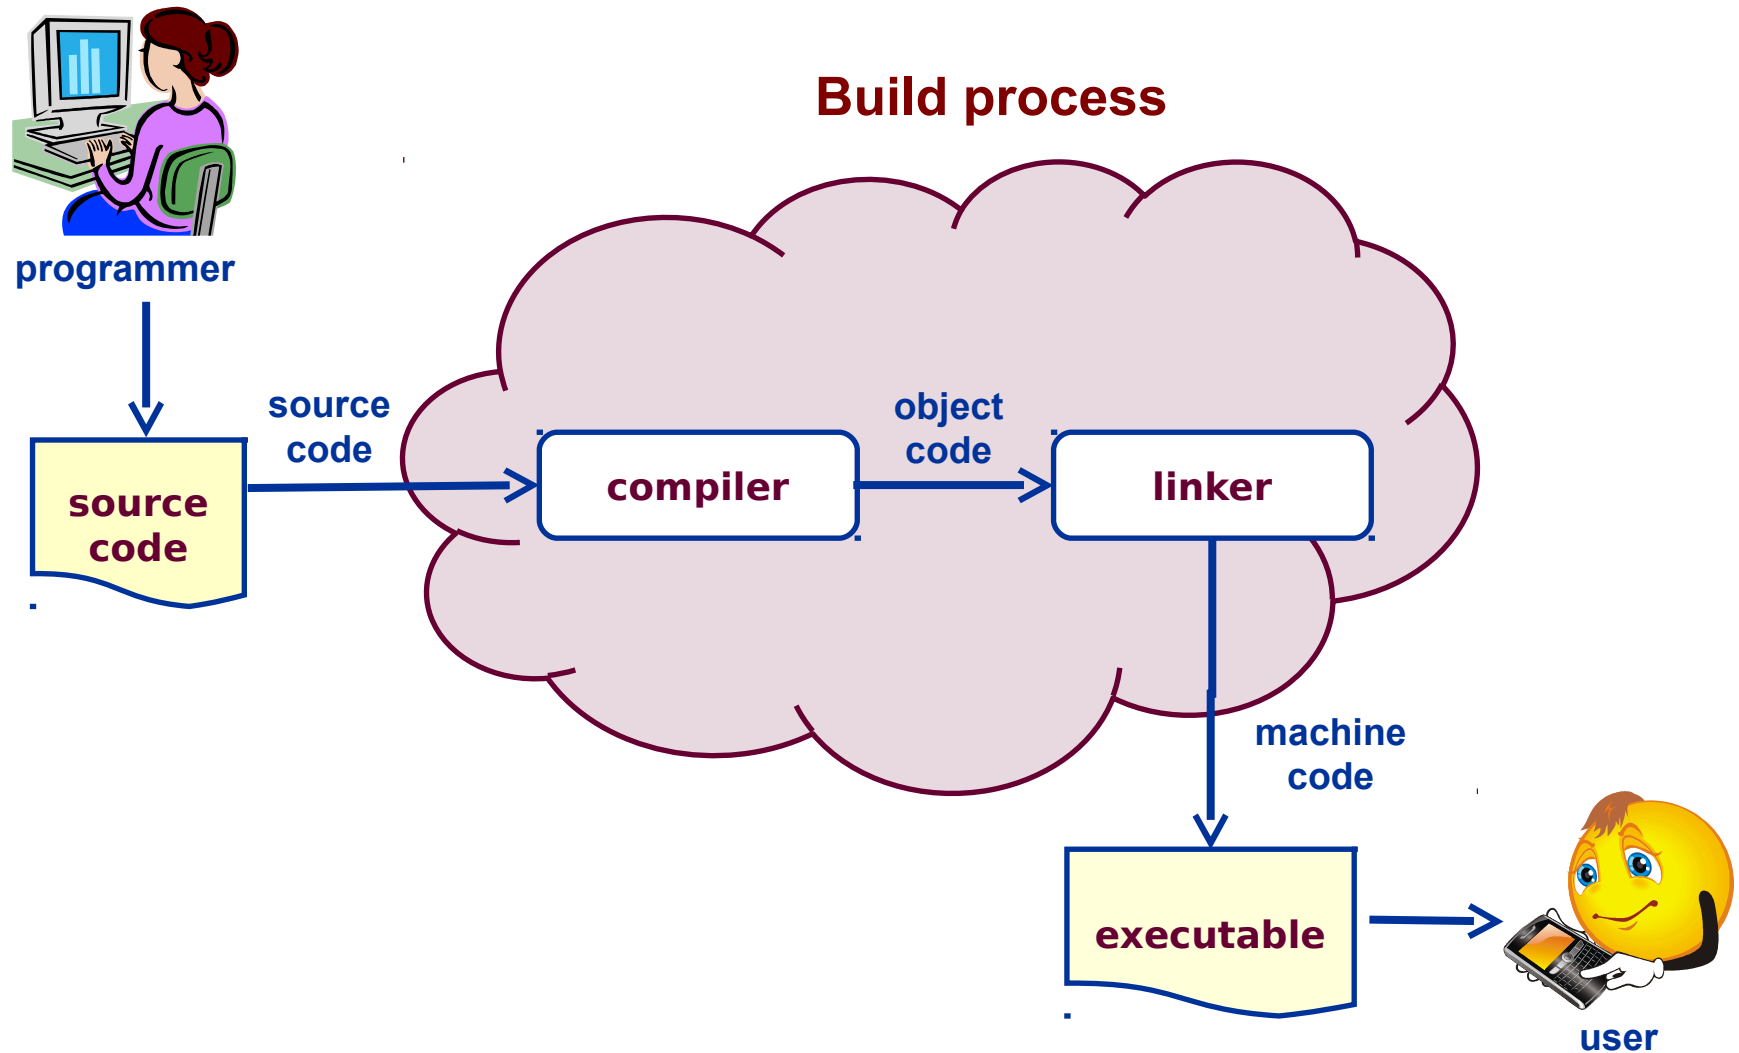 Build process
programmer
source
code
source
code
compiler
object
code
linker
machine
code
executable
user